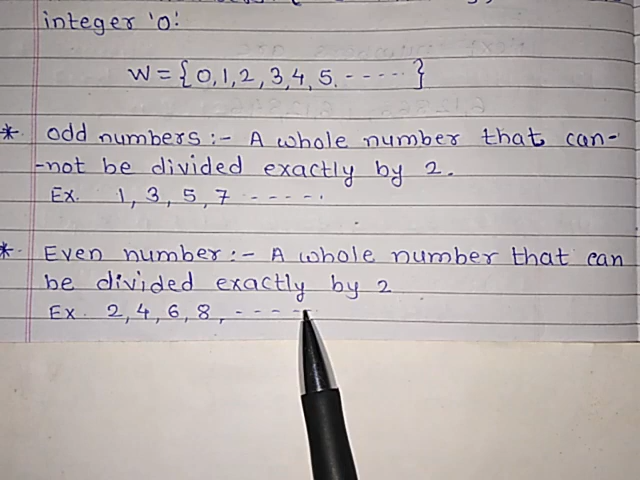 integer '0'.
W = {0, 1, 2, 3, 4, 5, ----- }
* odd numbers :- A whole number that can-
-not be divided exactly by 2.
Ex. 1, 3, 5, 7 -----.
* Even number :- A whole number that can
be divided exactly by 2
Ex. 2, 4, 6, 8, -----